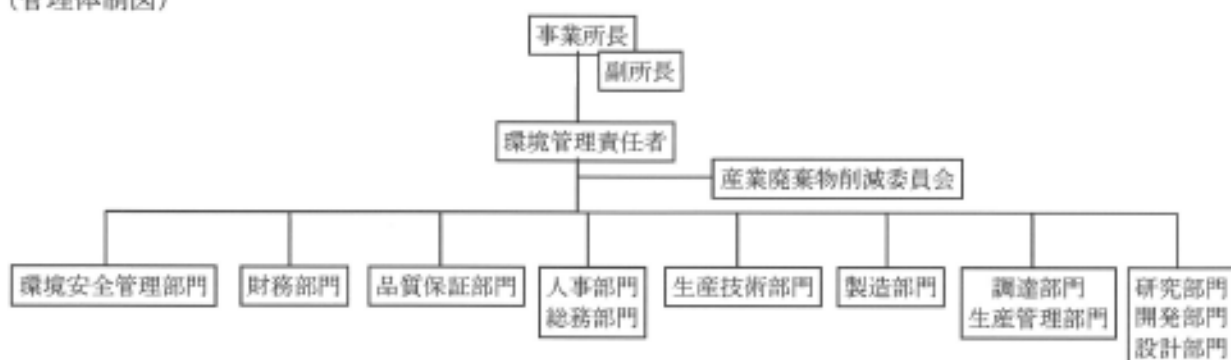 (管理体制図)
事業所長
副所長
環境管理責任者
産業廃棄物削減委員会
環境安全管理部門
財務部門
品質保証部門
人事部門
総務部門
生産技術部門
製造部門
調達部門
生産管理部門
研究部門
開発部門
設計部門